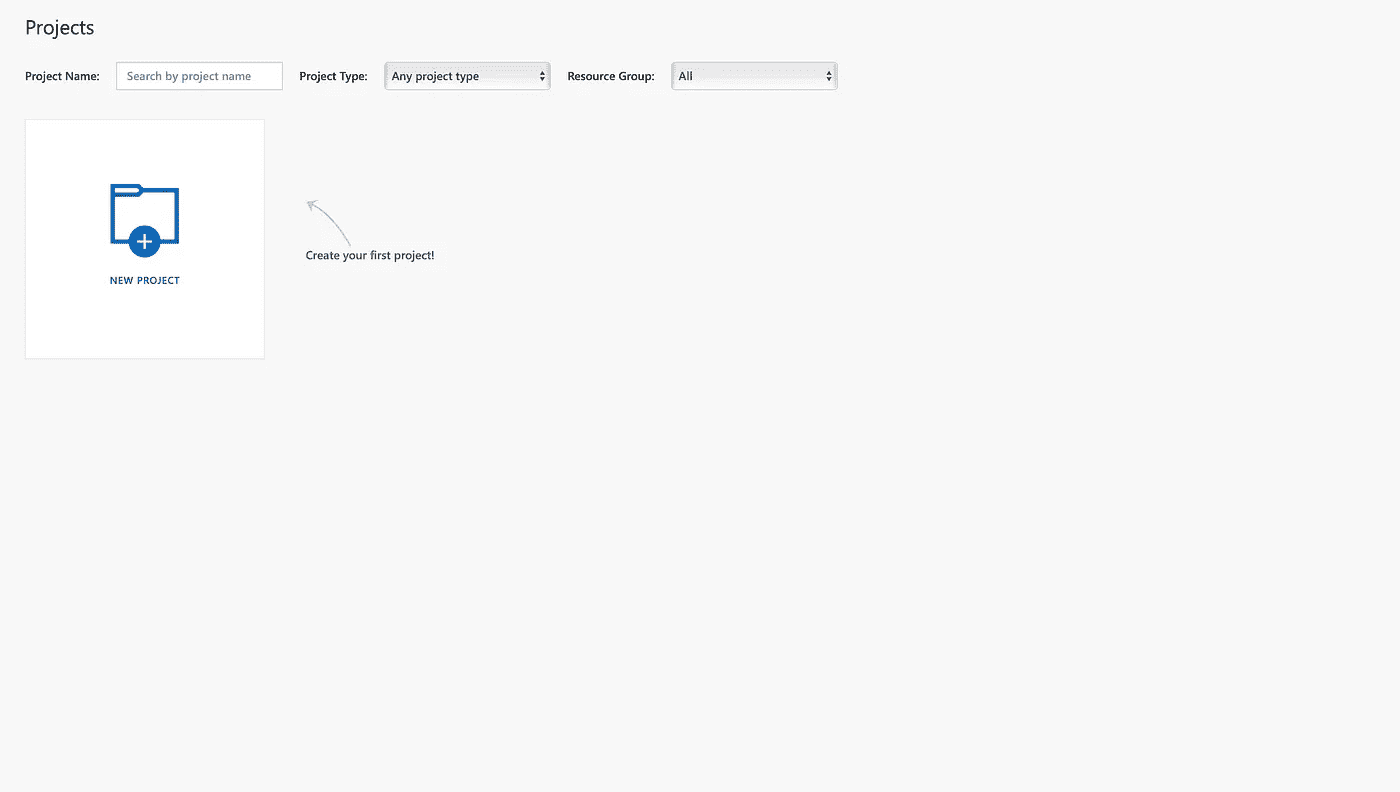 Projects
Project Name: Search by project name Project Type: Any project type Resource Group: All
Create your first project!
NEW PROJECT